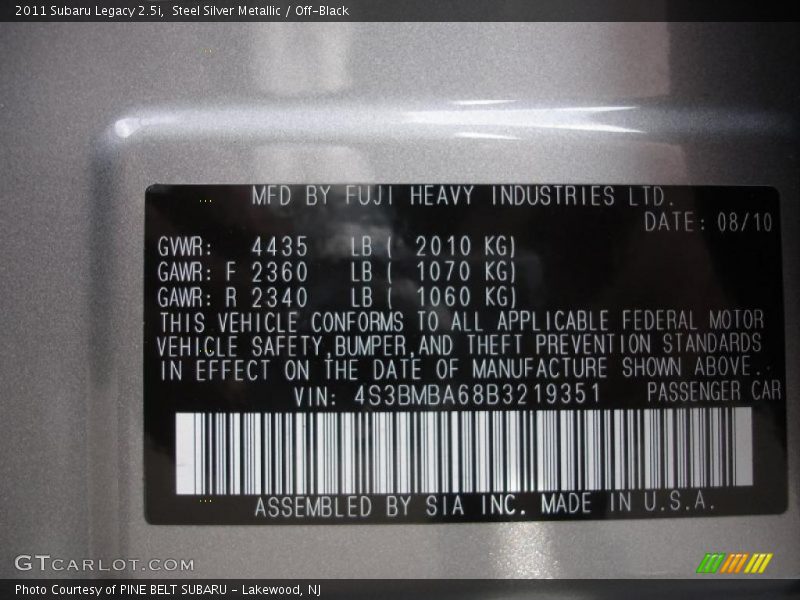 2011 Subaru Legacy 2.5i, Steel Silver Metallic / Off-Black
MFD BY FUJI HEAVY INDUSTRIES LTD.
DATE: 08/10
GVWR: 4435 LB ( 2010 KG)
GAWR: F 2360 LB ( 1070 KG)
GAWR: R 2340 LB ( 1060 KG)
THIS VEHICLE CONFORMS TO ALL APPLICABLE FEDERAL MOTOR
VEHICLE SAFETY,BUMPER,AND THEFT PREVENTION STANDARDS
IN EFFECT ON THE DATE OF MANUFACTURE SHOWN ABOVE.
VIN: 4S3BMBA68B3219351 PASSENGER CAR
ASSEMBLED BY SIA INC. MADE IN U.S.A.
GTCARLOT.COM
Photo Courtesy of PINE BELT SUBARU - Lakewood, NJ